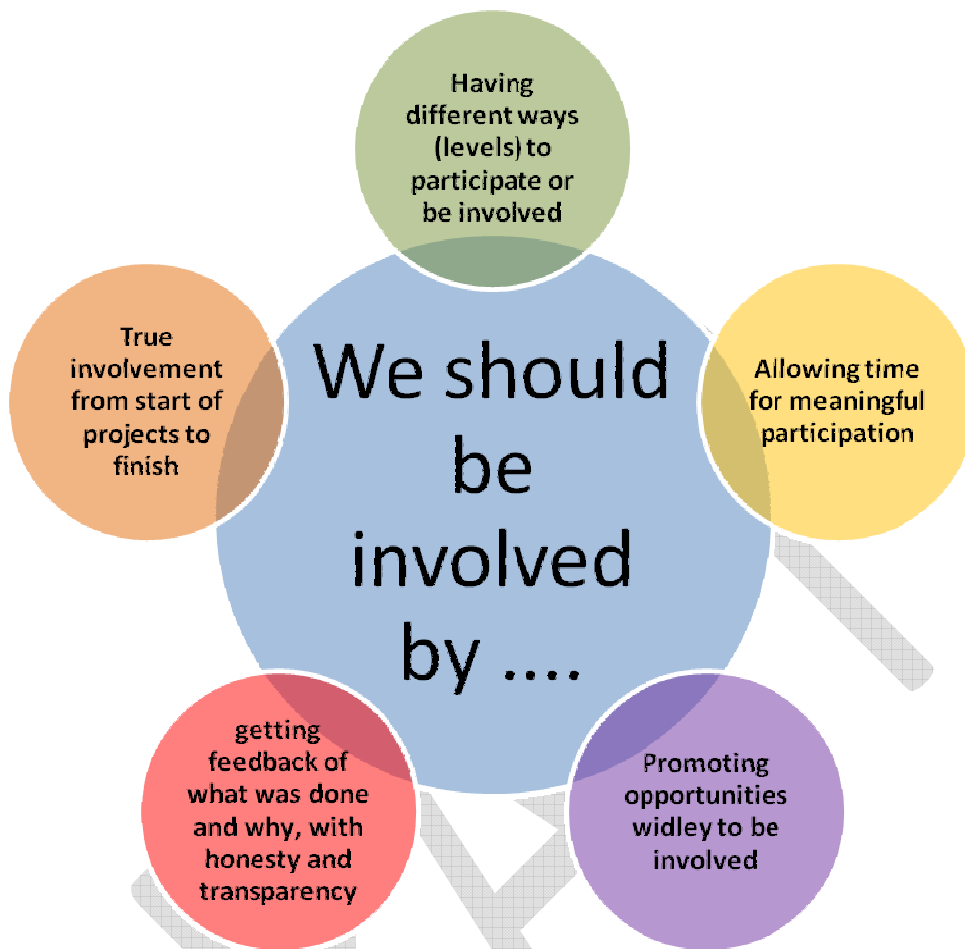 Having
different ways
(levels) to
participate or
be involved
True
involvement
from start of
projects to
finish
We should
be
involved
by ....
Allowing time
for meaningful
participation
getting
feedback of
what was done
and why, with
honesty and
transparency
Promoting
opportunities
widley to be
involved